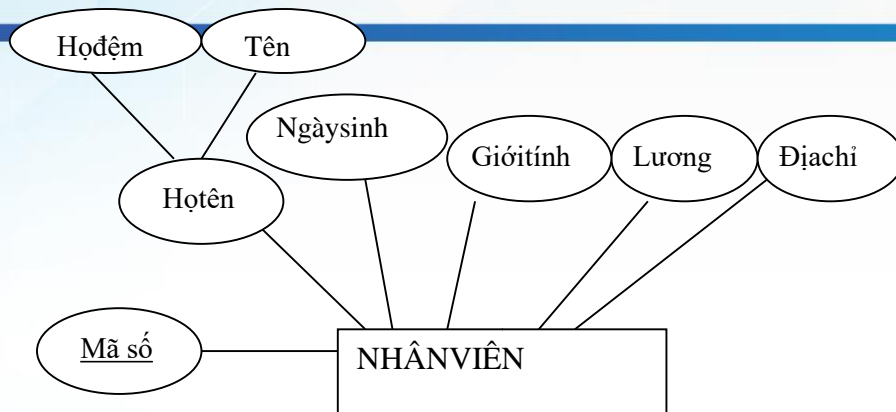 Họđệm
Tên
Ngàysinh
Giớitính
Lương
Địachỉ
Họtên
Mã số
NHÂNVIÊN